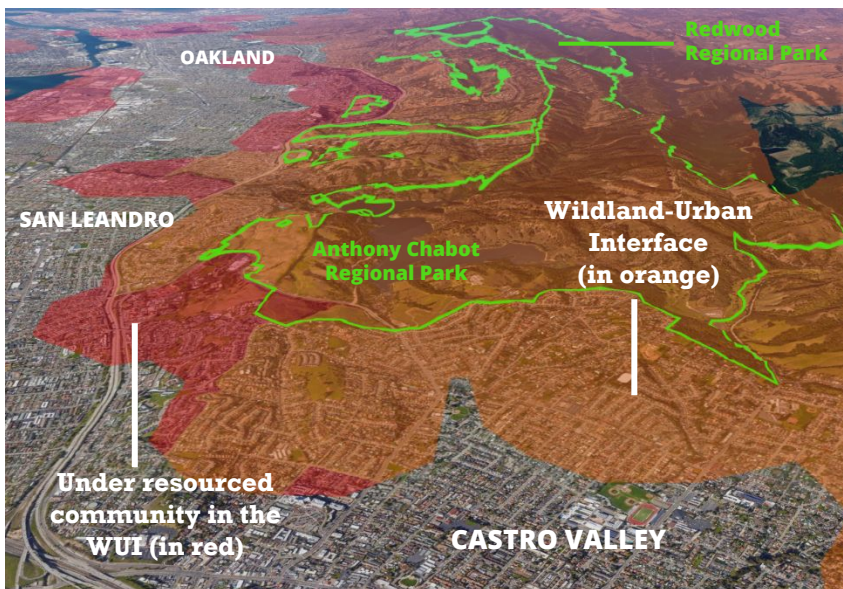 Redwood
Regional Park
OAKLAND
SAN LEANDRO
Wildland-Urban
Interface
(in orange)
Anthony Chabot
Regional Park
Under resourced
community in the
WUI (in red)
CASTRO VALLEY